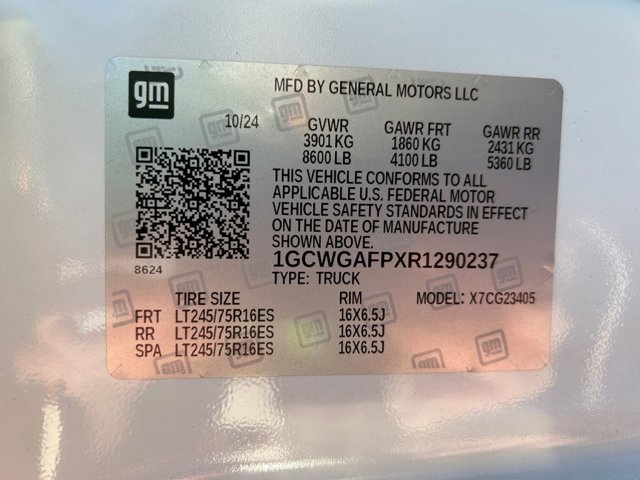 gm
MFD BY GENERAL MOTORS LLC
10/24 GVWR GAWR FRT GAWR RR
3901 KG 1860 KG 2431 KG
8600 LB 4100 LB 5360 LB
THIS VEHICLE CONFORMS TO ALL
APPLICABLE U.S. FEDERAL MOTOR
VEHICLE SAFETY STANDARDS IN EFFECT
ON THE DATE OF MANUFACTURE
SHOWN ABOVE.
8624
1GCWGAFPXR1290237
TYPE: TRUCK
TIRE SIZE RIM MODEL: X7CG23405
FRT LT245/75R16ES 16X6.5J
RR LT245/75R16ES 16X6.5J
SPA LT245/75R16ES 16X6.5J